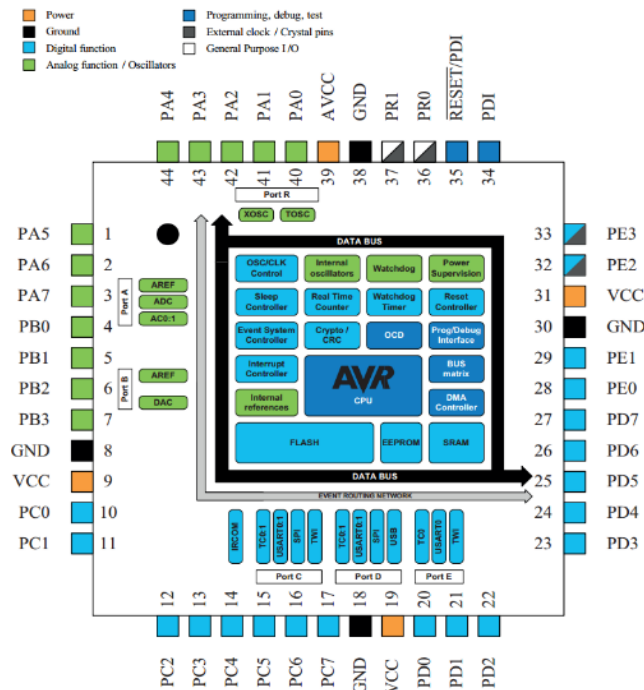 Power
Ground
Digital function
Analog function / Oscillators
Programming, debug, test
External clock / Crystal pins
General Purpose I/O
PA4 PA3 PA2 PA1 PA0 AVCC GND PR1 PR0 RESET/PDI PDI
44 43 42 41 40 39 38 37 36 35 34
Port R
XOSC TOSC
DATA BUS
PA5 1
PA6 2
PA7 3
PB0 4
PB1 5
PB2 6
PB3 7
GND 8
VCC 9
PC0 10
PC1 11
Port A
AREF
ADC
AC0:1
Port B
AREF
DAC
OSC/CLK Control
Internal oscillators
Watchdog
Power Supervision
Sleep Controller
Real Time Counter
Watchdog Timer
Reset Controller
Event System Controller
Crypto / CRC
OCD
Prog/Debug Interface
Interrupt Controller
AVR
CPU
BUS matrix
Internal references
DMA Controller
FLASH
EEPROM
SRAM
DATA BUS
EVENT ROUTING NETWORK
33 PE3
32 PE2
31 VCC
30 GND
29 PE1
28 PE0
27 PD7
26 PD6
25 PD5
24 PD4
23 PD3
IRCOM TC0:1 USART0:1 SPI TWI TC0:1 USART0:1 SPI USB TC0 USART0 TWI
Port C Port D Port E
12 13 14 15 16 17 18 19 20 21 22
PC2 PC3 PC4 PC5 PC6 PC7 GND VCC PD0 PD1 PD2